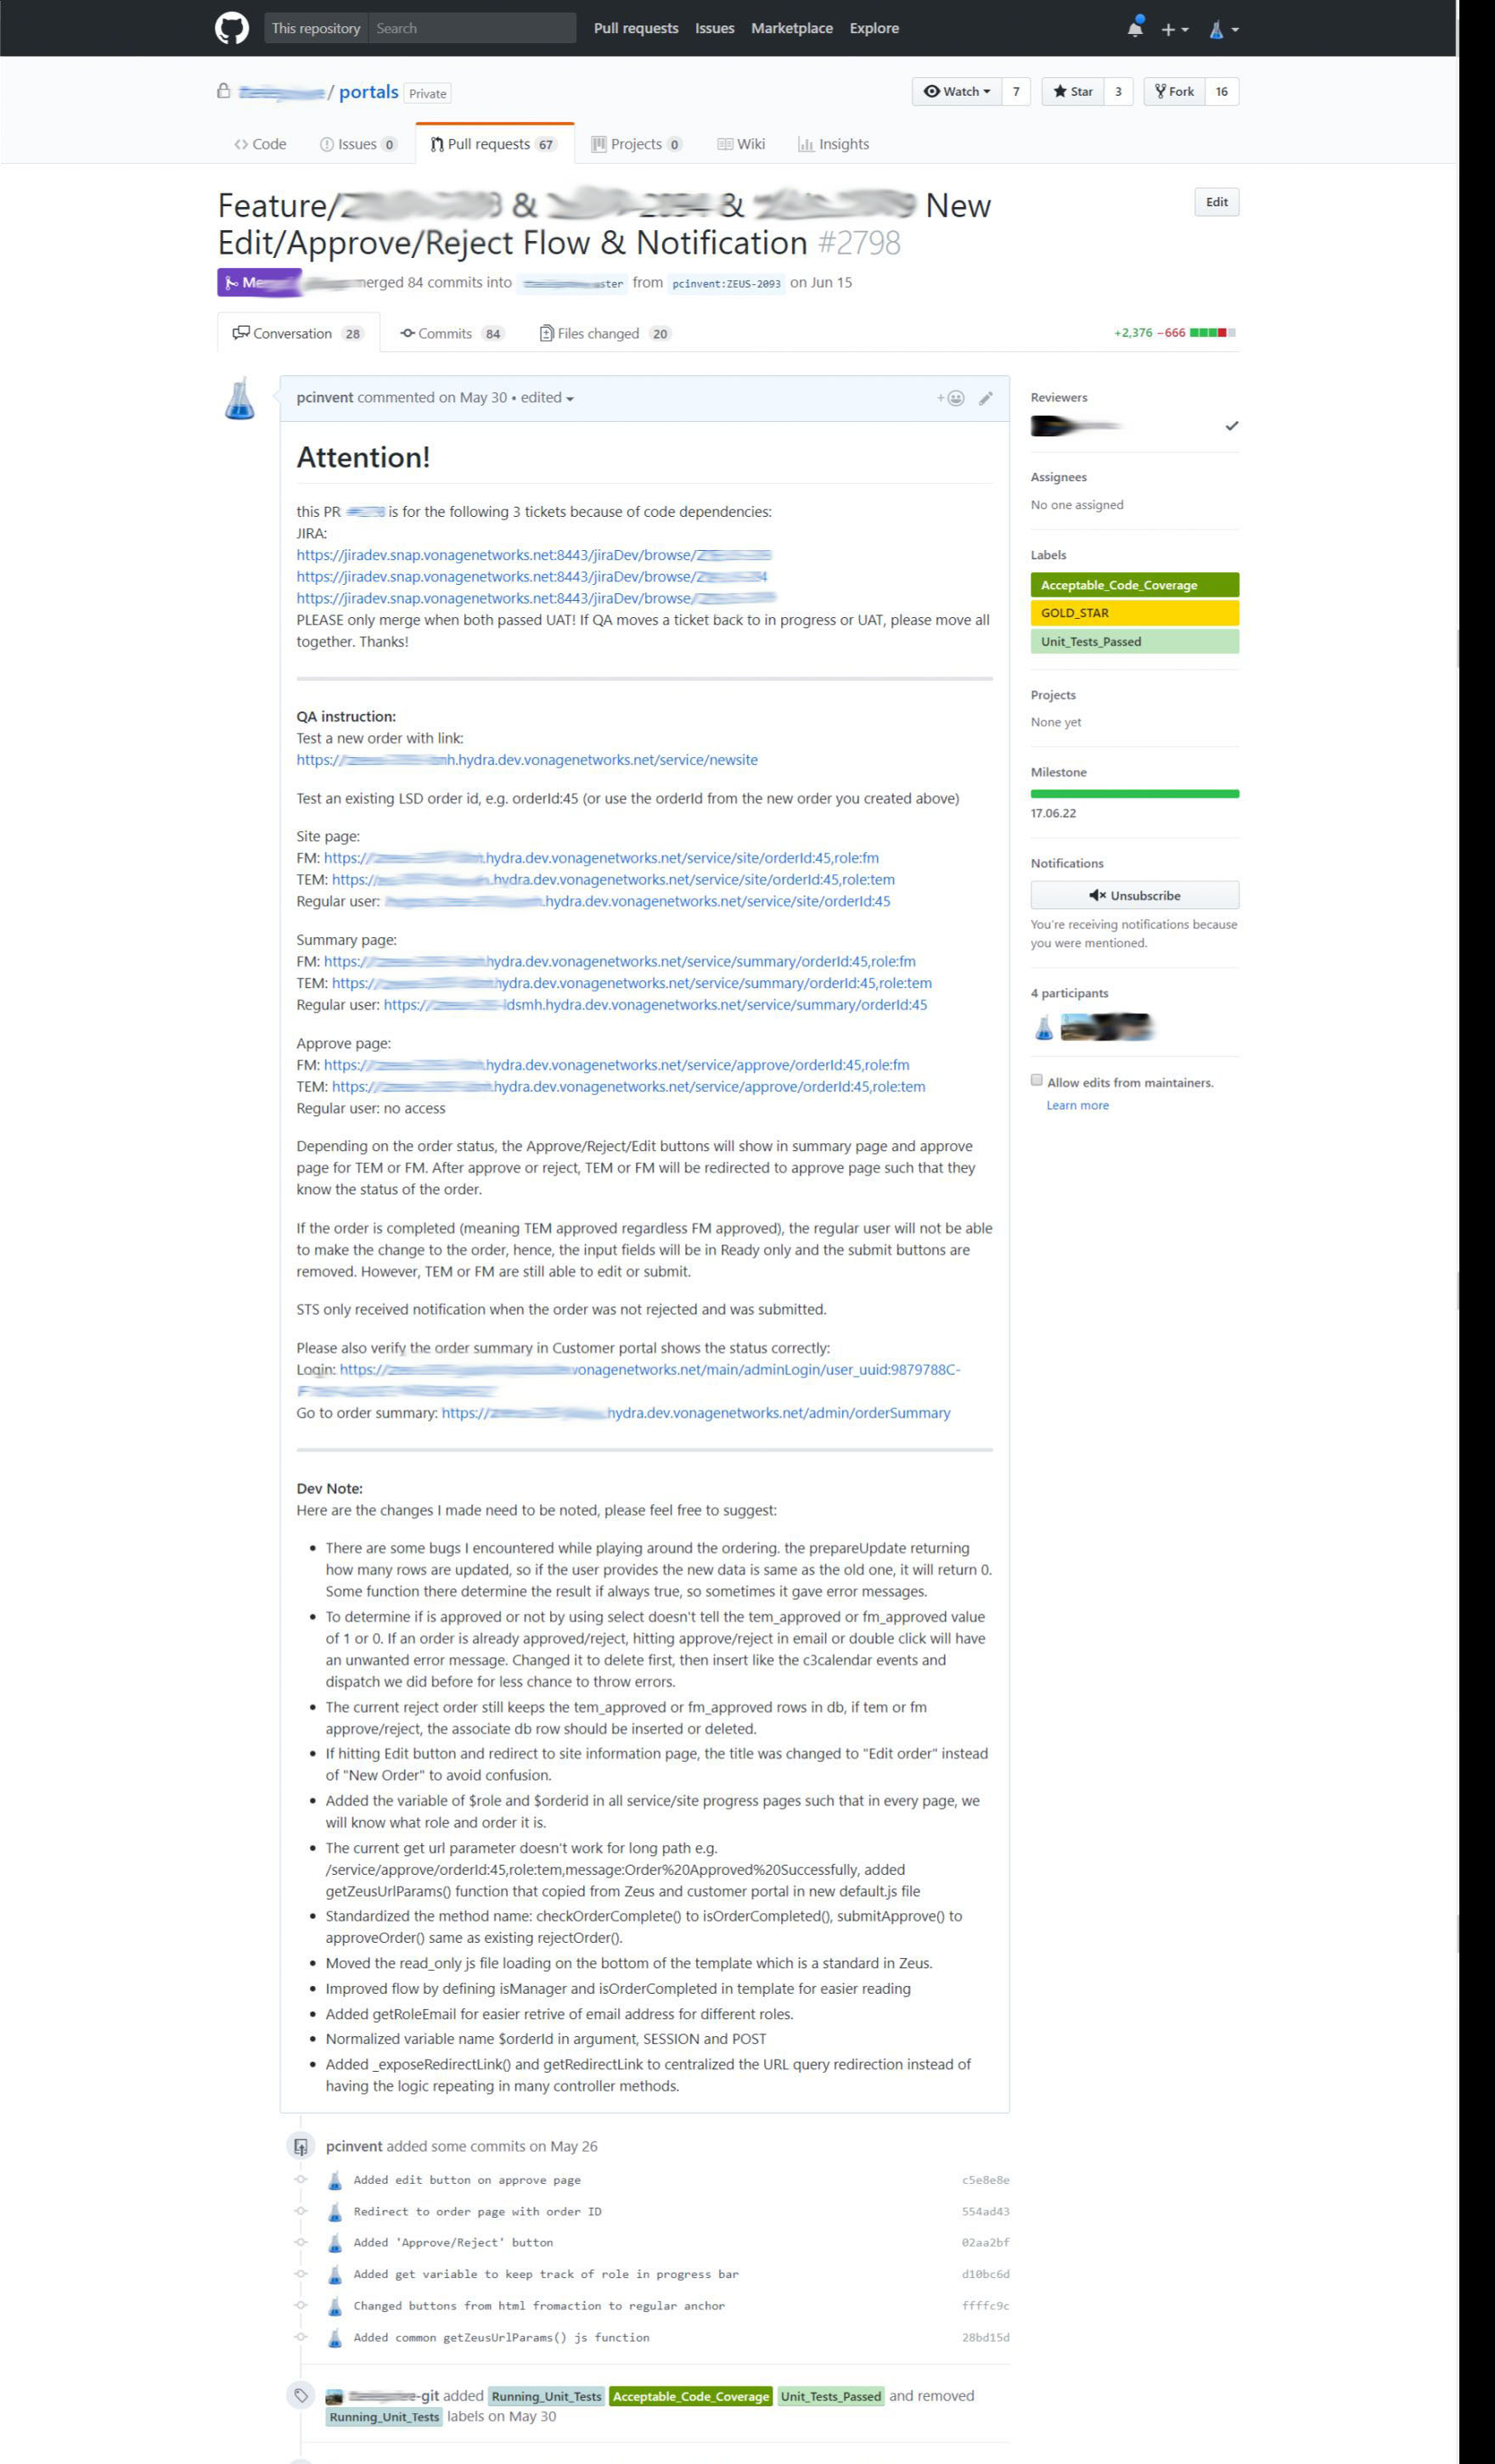 This repository Search Pull requests Issues Marketplace Explore
/ portals Private Watch 7 Star 3 Fork 16
Code Issues 0 Pull requests 67 Projects 0 Wiki Insights
Feature/ & & New
Edit/Approve/Reject Flow & Notification #2798
Edit
merged 84 commits into from pcinvent:ZEUS-2093 on Jun 15
Conversation 28 Commits 84 Files changed 20 +2,376 −666
pcinvent commented on May 30 • edited
Attention!
this PR is for the following 3 tickets because of code dependencies:
JIRA:
https://jiradev.snap.vonagenetworks.net:8443/jiraDev/browse/
https://jiradev.snap.vonagenetworks.net:8443/jiraDev/browse/
https://jiradev.snap.vonagenetworks.net:8443/jiraDev/browse/
PLEASE only merge when both passed UAT! If QA moves a ticket back to in progress or UAT, please move all
together. Thanks!
QA instruction:
Test a new order with link:
https:// h.hydra.dev.vonagenetworks.net/service/newsite
Test an existing LSD order id, e.g. orderId:45 (or use the orderId from the new order you created above)
Site page:
FM: https:// .hydra.dev.vonagenetworks.net/service/site/orderId:45,role:fm
TEM: https:// .hydra.dev.vonagenetworks.net/service/site/orderId:45,role:tem
Regular user: .hydra.dev.vonagenetworks.net/service/site/orderId:45
Summary page:
FM: https:// hydra.dev.vonagenetworks.net/service/summary/orderId:45,role:fm
TEM: https:// hydra.dev.vonagenetworks.net/service/summary/orderId:45,role:tem
Regular user: https:// ldsmh.hydra.dev.vonagenetworks.net/service/summary/orderId:45
Approve page:
FM: https:// .hydra.dev.vonagenetworks.net/service/approve/orderId:45,role:fm
TEM: https:// .hydra.dev.vonagenetworks.net/service/approve/orderId:45,role:tem
Regular user: no access
Depending on the order status, the Approve/Reject/Edit buttons will show in summary page and approve
page for TEM or FM. After approve or reject, TEM or FM will be redirected to approve page such that they
know the status of the order.
If the order is completed (meaning TEM approved regardless FM approved), the regular user will not be able
to make the change to the order, hence, the input fields will be in Ready only and the submit buttons are
removed. However, TEM or FM are still able to edit or submit.
STS only received notification when the order was not rejected and was submitted.
Please also verify the order summary in Customer portal shows the status correctly:
Login: https:// vonagenetworks.net/main/adminLogin/user_uuid:9879788C-
Go to order summary: https:// hydra.dev.vonagenetworks.net/admin/orderSummary
Dev Note:
Here are the changes I made need to be noted, please feel free to suggest:
• There are some bugs I encountered while playing around the ordering. the prepareUpdate returning
how many rows are updated, so if the user provides the new data is same as the old one, it will return 0.
Some function there determine the result if always true, so sometimes it gave error messages.
• To determine if is approved or not by using select doesn't tell the tem_approved or fm_approved value
of 1 or 0. If an order is already approved/reject, hitting approve/reject in email or double click will have
an unwanted error message. Changed it to delete first, then insert like the c3calendar events and
dispatch we did before for less chance to throw errors.
• The current reject order still keeps the tem_approved or fm_approved rows in db, if tem or fm
approve/reject, the associate db row should be inserted or deleted.
• If hitting Edit button and redirect to site information page, the title was changed to "Edit order" instead
of "New Order" to avoid confusion.
• Added the variable of $role and $orderid in all service/site progress pages such that in every page, we
will know what role and order it is.
• The current get url parameter doesn't work for long path e.g.
/service/approve/orderId:45,role:tem,message:Order%20Approved%20Successfully, added
getZeusUrlParams() function that copied from Zeus and customer portal in new default.js file
• Standardized the method name: checkOrderComplete() to isOrderCompleted(), submitApprove() to
approveOrder() same as existing rejectOrder().
• Moved the read_only js file loading on the bottom of the template which is a standard in Zeus.
• Improved flow by defining isManager and isOrderCompleted in template for easier reading
• Added getRoleEmail for easier retrive of email address for different roles.
• Normalized variable name $orderId in argument, SESSION and POST
• Added _exposeRedirectLink() and getRedirectLink to centralized the URL query redirection instead of
having the logic repeating in many controller methods.
Reviewers
Assignees
No one assigned
Labels
Acceptable_Code_Coverage
GOLD_STAR
Unit_Tests_Passed
Projects
None yet
Milestone
17.06.22
Notifications
Unsubscribe
You're receiving notifications because
you were mentioned.
4 participants
Allow edits from maintainers.
Learn more
pcinvent added some commits on May 26
Added edit button on approve page c5e8e8e
Redirect to order page with order ID 554ad43
Added 'Approve/Reject' button 02aa2bf
Added get variable to keep track of role in progress bar d10bc6d
Changed buttons from html fromaction to regular anchor ffffc9c
Added common getZeusUrlParams() js function 28bd15d
-git added Running_Unit_Tests Acceptable_Code_Coverage Unit_Tests_Passed and removed
Running_Unit_Tests labels on May 30